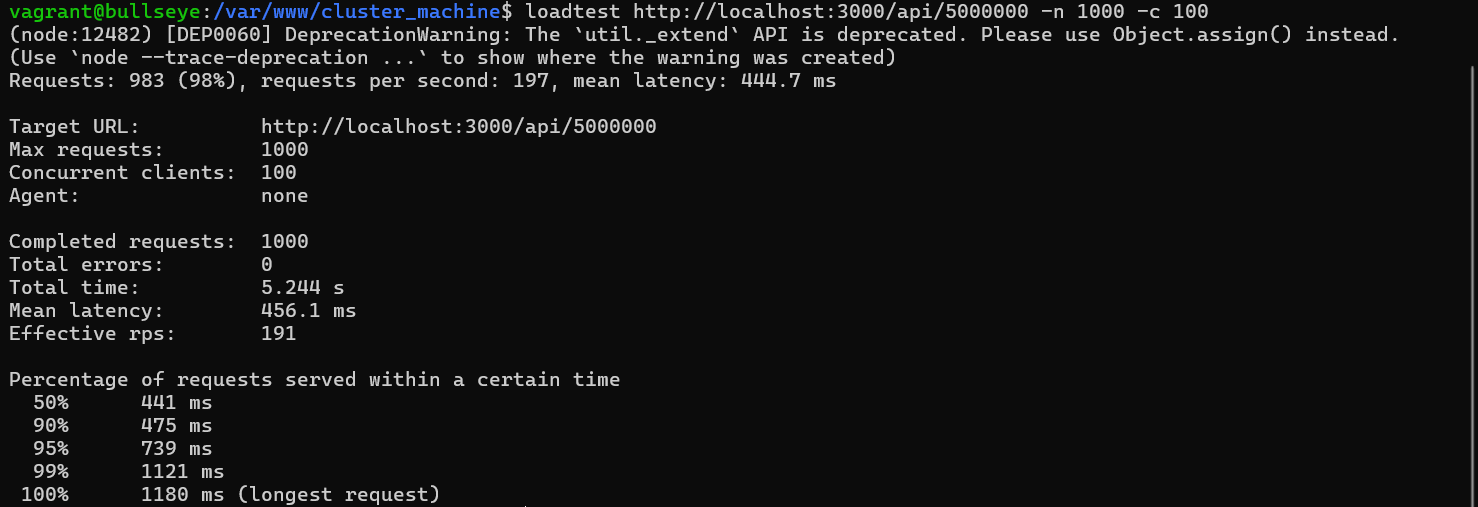 vagrant@bullseye:/var/www/cluster_machine$ loadtest http://localhost:3000/api/5000000 -n 1000 -c 100
(node:12482) [DEP0060] DeprecationWarning: The `util._extend` API is deprecated. Please use Object.assign() instead.
(Use `node --trace-deprecation ...` to show where the warning was created)
Requests: 983 (98%), requests per second: 197, mean latency: 444.7 ms
Target URL: http://localhost:3000/api/5000000
Max requests: 1000
Concurrent clients: 100
Agent: none
Completed requests: 1000
Total errors: 0
Total time: 5.244 s
Mean latency: 456.1 ms
Effective rps: 191
Percentage of requests served within a certain time
50% 441 ms
90% 475 ms
95% 739 ms
99% 1121 ms
100% 1180 ms (longest request)